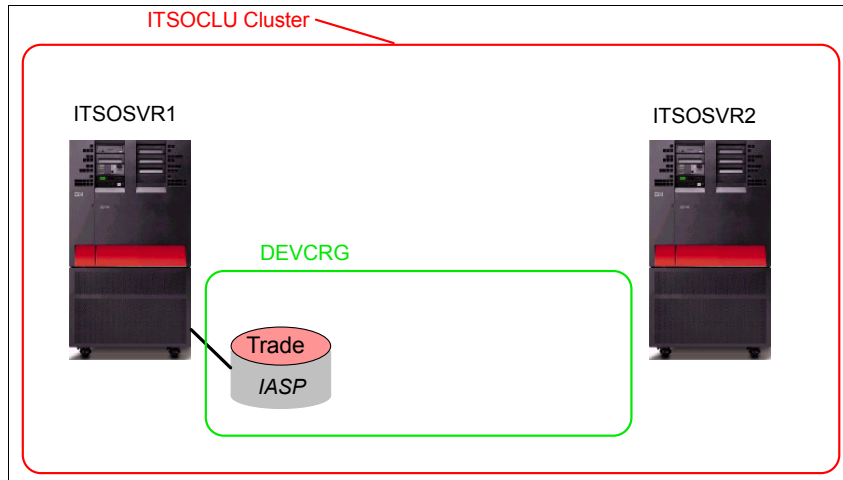 ITSOCLU Cluster
ITSOSVR1
ITSOSVR2
DEVCRG
Trade
IASP